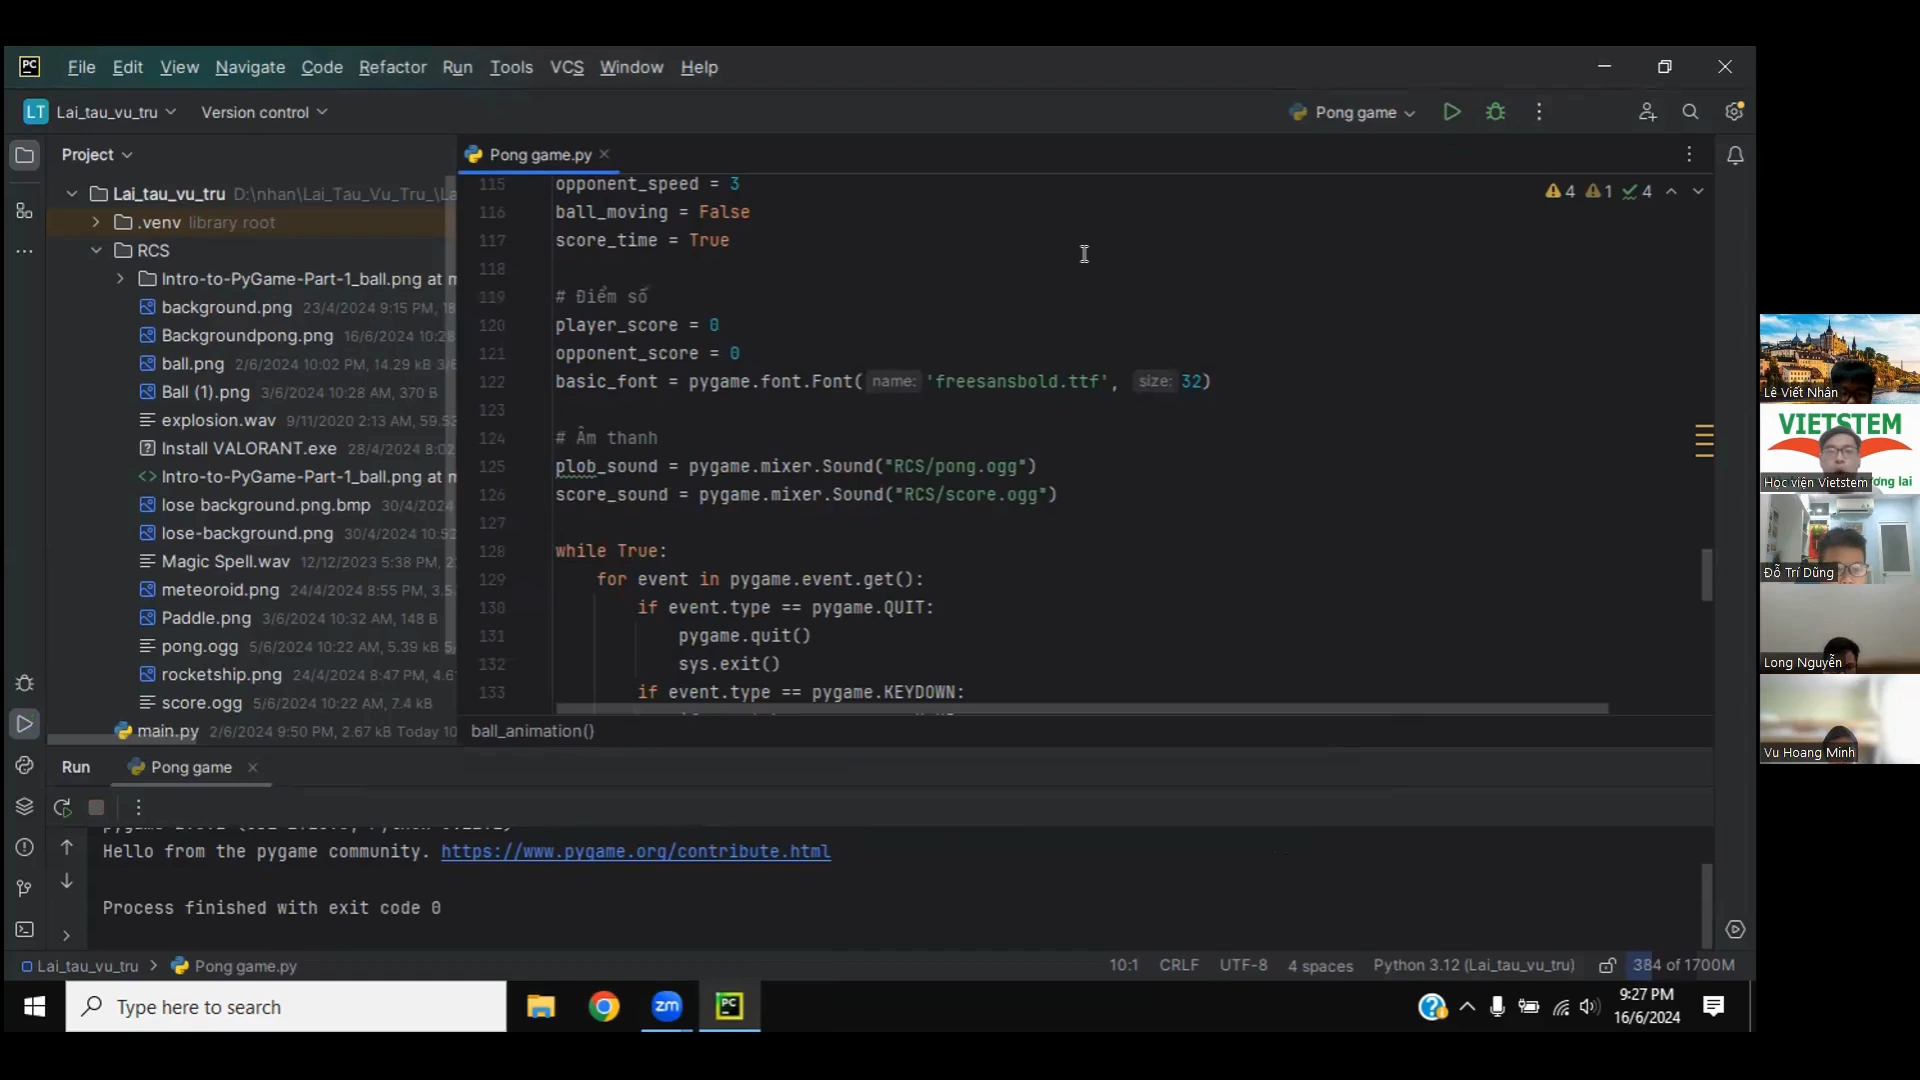 PC File Edit View Navigate Code Refactor Run Tools VCS Window Help
LT Lai_tau_vu_tru Version control Pong game
Project Pong game.py
Lai_tau_vu_tru D:\nhan\Lai_Tau_Vu_Tru_\La
.venv library root
RCS
Intro-to-PyGame-Part-1_ball.png at m
background.png 23/4/2024 9:15 PM, 18
Backgroundpong.png 16/6/2024 10:28
ball.png 2/6/2024 10:02 PM, 14.29 kB 3/6
Ball (1).png 3/6/2024 10:28 AM, 370 B
explosion.wav 9/11/2020 2:13 AM, 59.53
Install VALORANT.exe 28/4/2024 8:02
Intro-to-PyGame-Part-1_ball.png at m
lose background.png.bmp 30/4/2024
lose-background.png 30/4/2024 10:52
Magic Spell.wav 12/12/2023 5:38 PM, 2
meteoroid.png 24/4/2024 8:55 PM, 3.5
Paddle.png 3/6/2024 10:32 AM, 148 B
pong.ogg 5/6/2024 10:22 AM, 5.39 kB 5/
rocketship.png 24/4/2024 8:47 PM, 4.6
score.ogg 5/6/2024 10:22 AM, 7.4 kB
main.py 2/6/2024 9:50 PM, 2.67 kB Today 10
115 opponent_speed = 3
4 1 4
116 ball_moving = False
117 score_time = True
118
119 # Điểm số
120 player_score = 0
121 opponent_score = 0
122 basic_font = pygame.font.Font( name: 'freesansbold.ttf', size: 32)
123
124 # Âm thanh
125 plob_sound = pygame.mixer.Sound("RCS/pong.ogg")
126 score_sound = pygame.mixer.Sound("RCS/score.ogg")
127
128 while True:
129 for event in pygame.event.get():
130 if event.type == pygame.QUIT:
131 pygame.quit()
132 sys.exit()
133 if event.type == pygame.KEYDOWN:
ball_animation()
Run Pong game
Hello from the pygame community. https://www.pygame.org/contribute.html
Process finished with exit code 0
Lai_tau_vu_tru Pong game.py 10:1 CRLF UTF-8 4 spaces Python 3.12 (Lai_tau_vu_tru) 384 of 1700M
Type here to search zm PC
9:27 PM
16/6/2024
Lê Viết Nhân
VIETSTEM
Học viện Vietstem ơng lai
Đỗ Trí Dũng
Long Nguyễn
Vu Hoang Minh